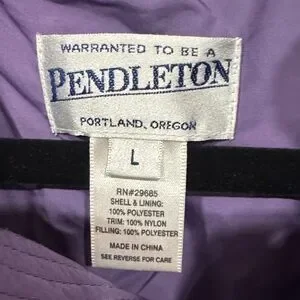 WARRANTED TO BE A
PENDLETON
PORTLAND, OREGON
L
RN#29685
SHELL & LINING:
100% POLYESTER
TRIM: 100% NYLON
FILLING: 100% POLYESTER
MADE IN CHINA
SEE REVERSE FOR CARE